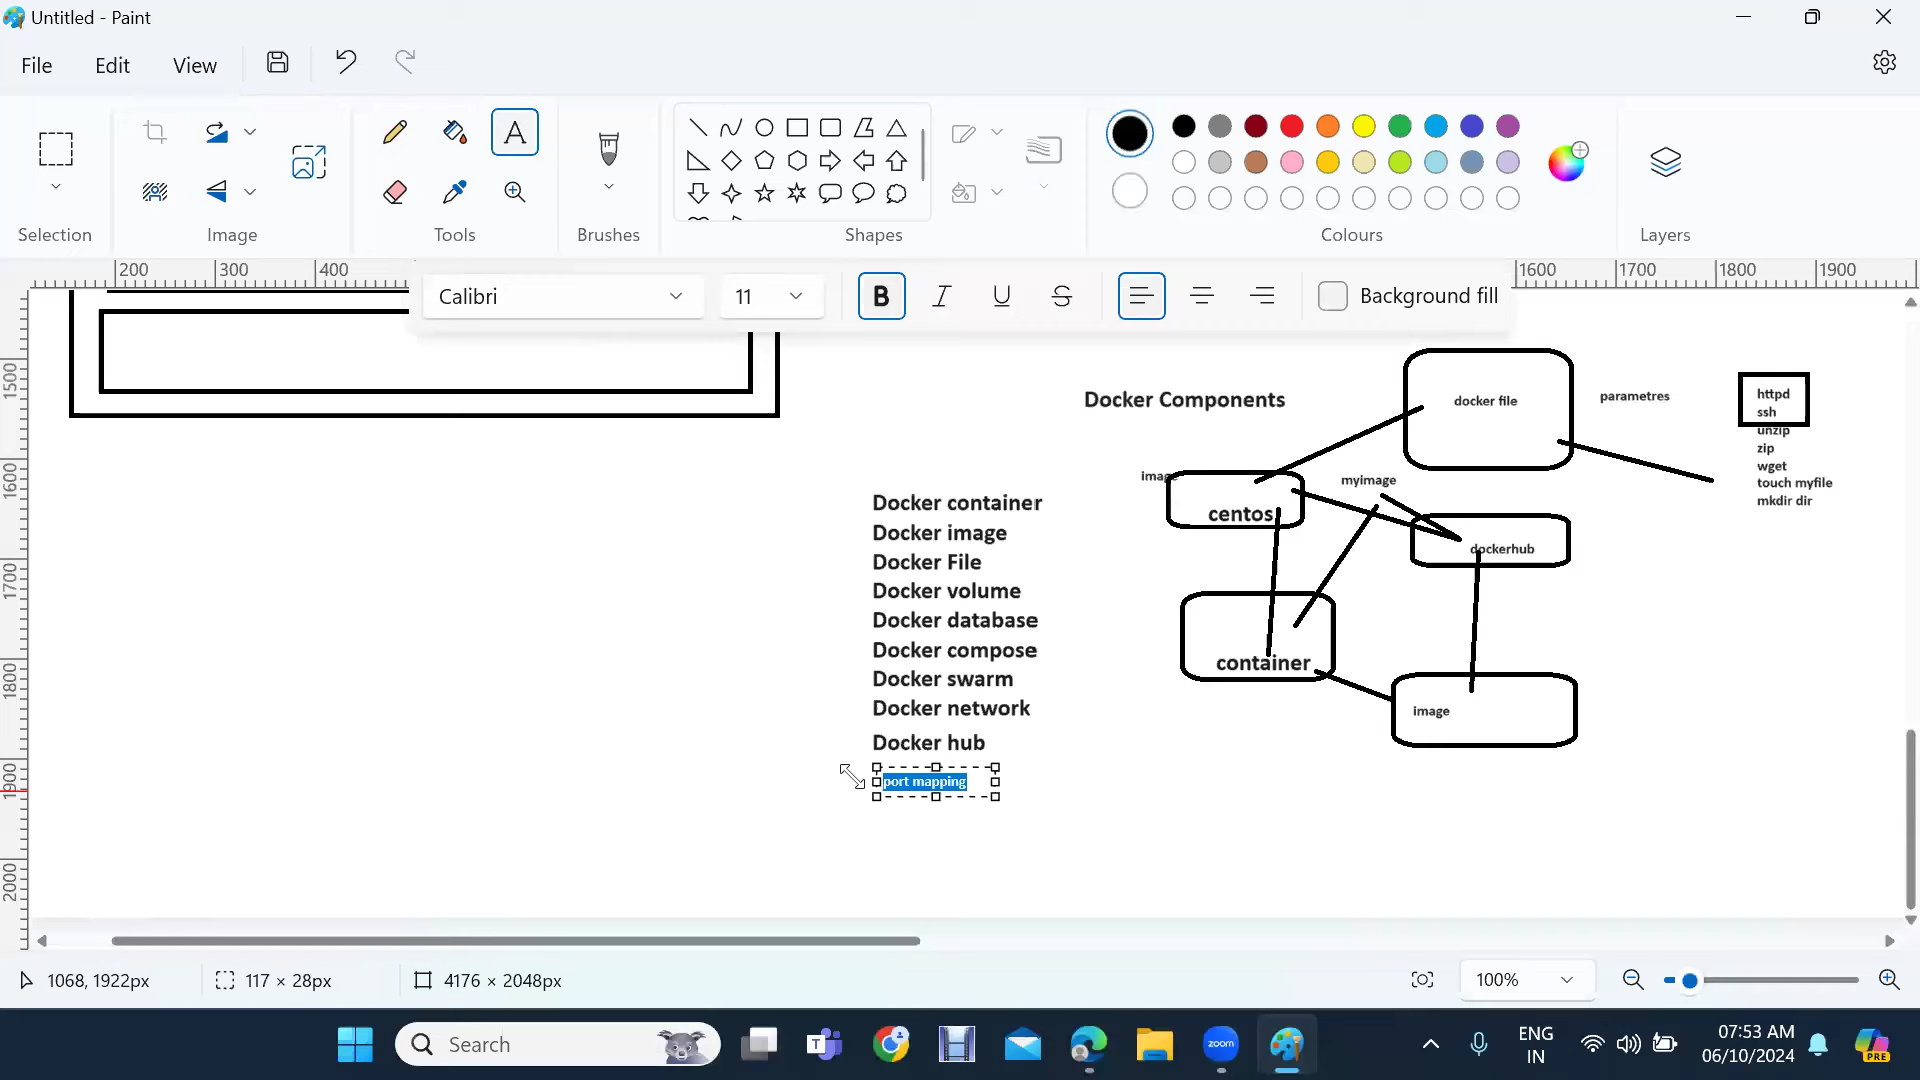 Untitled - Paint
File Edit View
Selection Image Tools Brushes Shapes Colours Layers
200 300 400 1600 1700 1800 1900
Calibri 11 B I U S Background fill
1500
1600
1700
1800
1900
2000
Docker Components
docker file
parametres
httpd
ssh
unzip
zip
wget
touch myfile
mkdir dir
image
centos
myimage
dockerhub
container
image
Docker container
Docker image
Docker File
Docker volume
Docker database
Docker compose
Docker swarm
Docker network
Docker hub
port mapping
1068, 1922px 117 × 28px 4176 × 2048px 100%
Search
T
zoom
ENG
IN
07:53 AM
06/10/2024
PRE